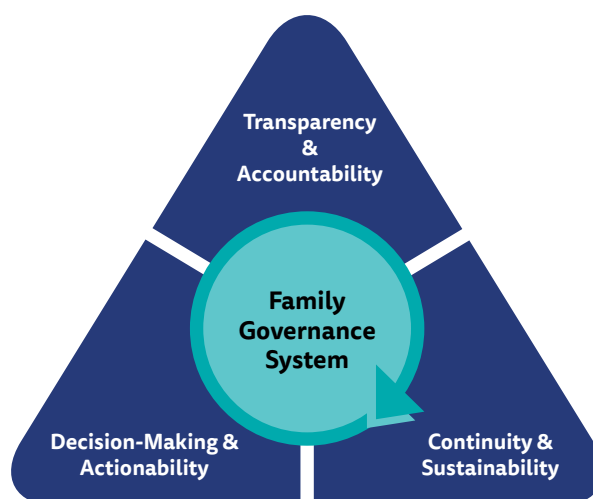 Transparency
&
Accountability
Family
Governance
System
Decision-Making &
Actionability
Continuity &
Sustainability